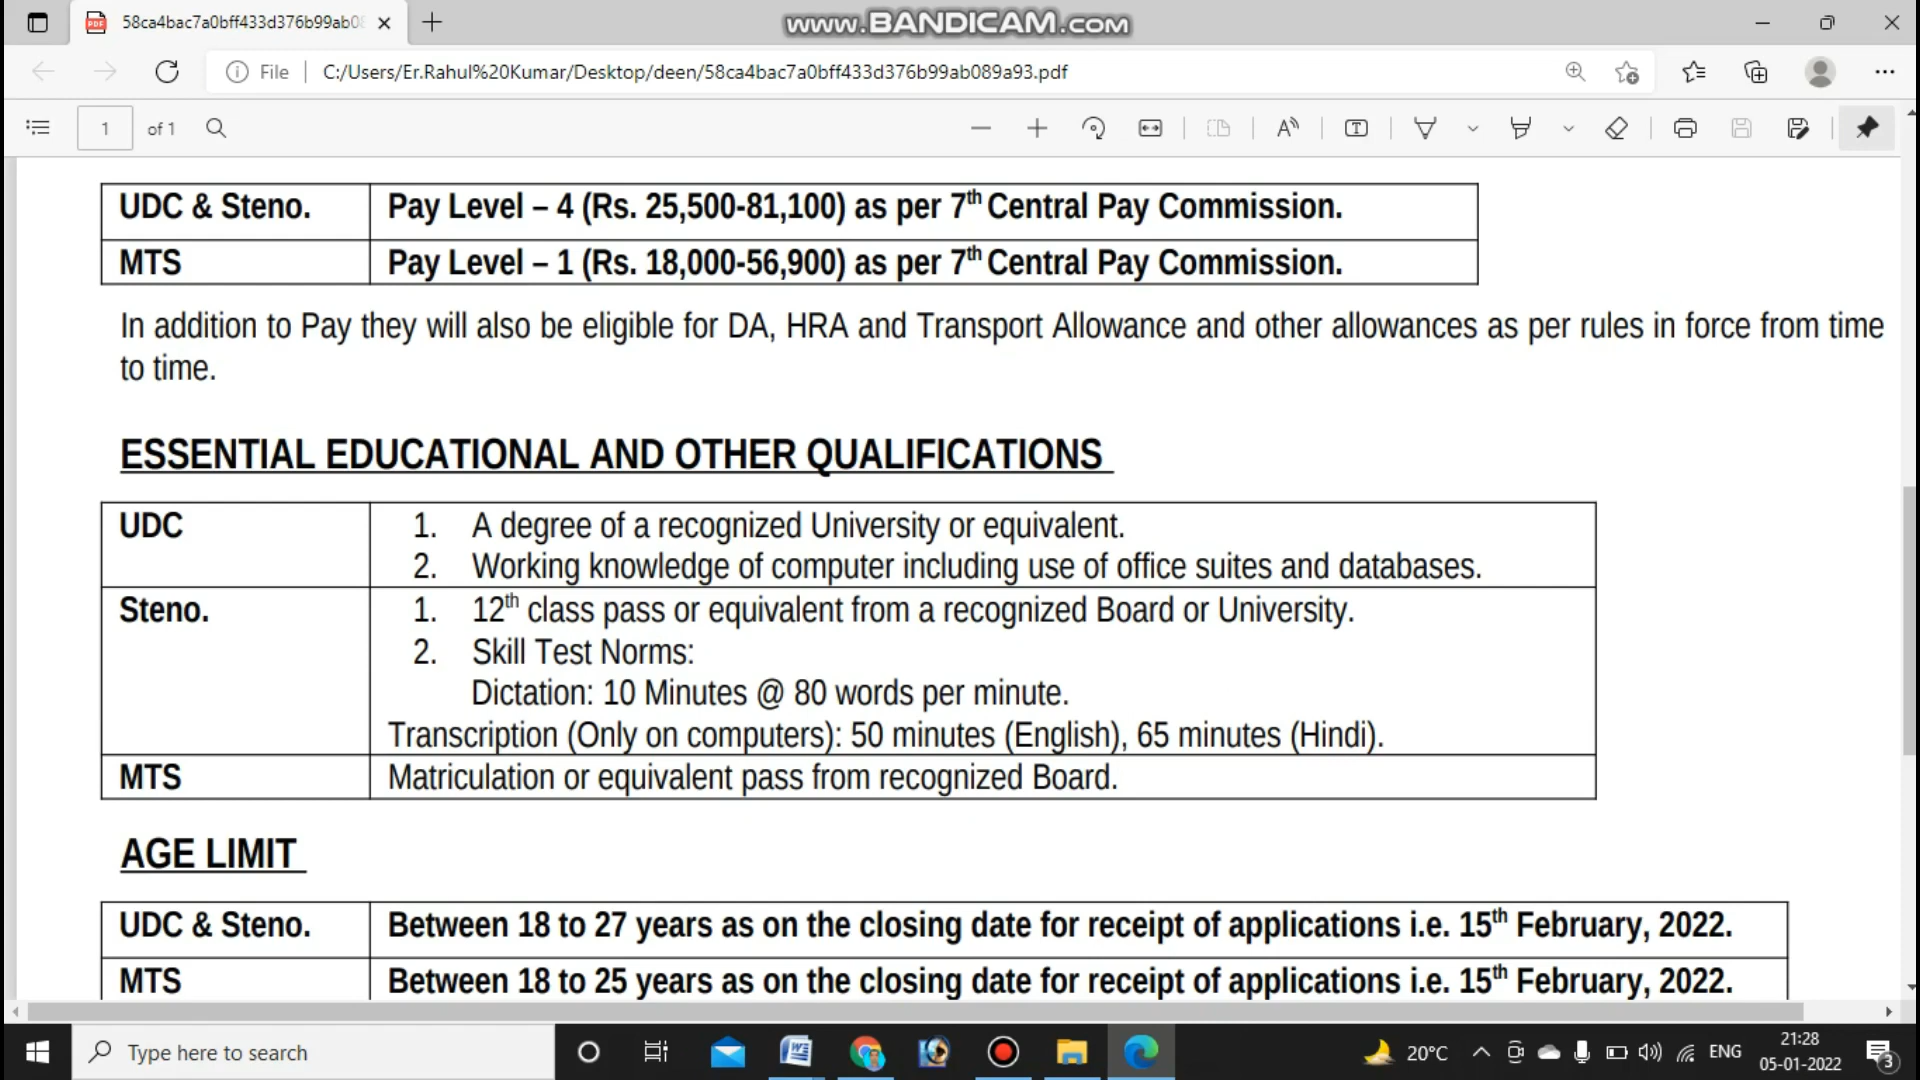 58ca4bac7a0bff433d376b99ab08
www.BANDICAM.com
File
C:/Users/Er.Rahul%20Kumar/Desktop/deen/58ca4bac7a0bff433d376b99ab089a93.pdf
1 of 1
UDC & Steno. Pay Level – 4 (Rs. 25,500-81,100) as per 7th Central Pay Commission.
MTS Pay Level – 1 (Rs. 18,000-56,900) as per 7th Central Pay Commission.
In addition to Pay they will also be eligible for DA, HRA and Transport Allowance and other allowances as per rules in force from time
to time.
ESSENTIAL EDUCATIONAL AND OTHER QUALIFICATIONS
UDC 1. A degree of a recognized University or equivalent.
2. Working knowledge of computer including use of office suites and databases.
Steno. 1. 12th class pass or equivalent from a recognized Board or University.
2. Skill Test Norms:
Dictation: 10 Minutes @ 80 words per minute.
Transcription (Only on computers): 50 minutes (English), 65 minutes (Hindi).
MTS Matriculation or equivalent pass from recognized Board.
AGE LIMIT
UDC & Steno. Between 18 to 27 years as on the closing date for receipt of applications i.e. 15th February, 2022.
MTS Between 18 to 25 years as on the closing date for receipt of applications i.e. 15th February, 2022.
Type here to search
20°C
ENG
21:28
05-01-2022
3